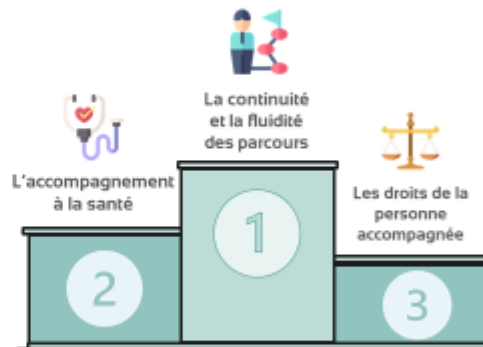 La continuité
et la fluidité
des parcours
L'accompagnement
à la santé
Les droits de la
personne
accompagnée
1
2
3